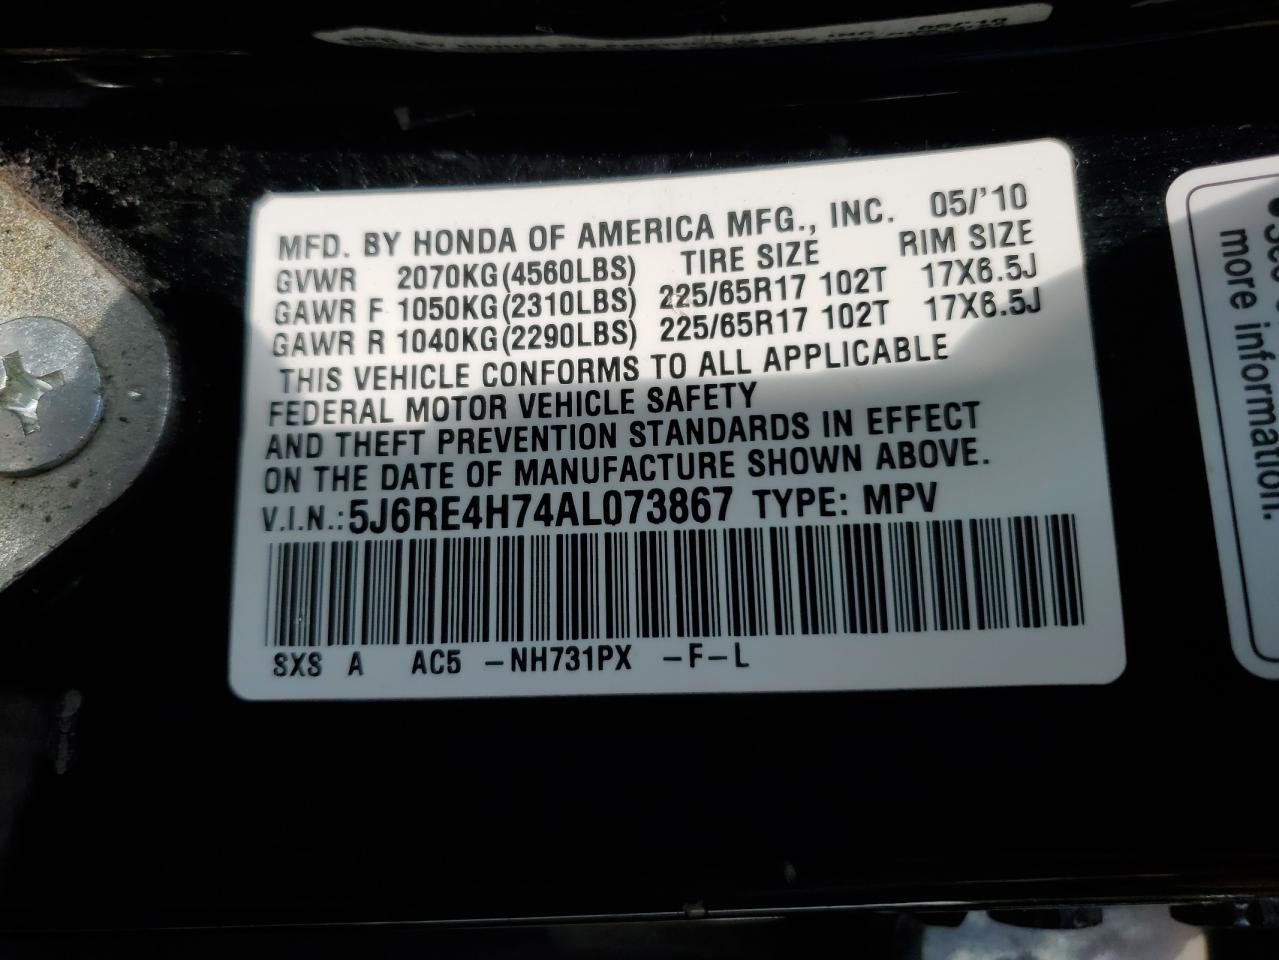 MFD. BY HONDA OF AMERICA MFG., INC. 05/'10
GVWR 2070KG(4560LBS) TIRE SIZE RIM SIZE
GAWR F 1050KG(2310LBS) 225/65R17 102T 17X6.5J
GAWR R 1040KG(2290LBS) 225/65R17 102T 17X6.5J
THIS VEHICLE CONFORMS TO ALL APPLICABLE
FEDERAL MOTOR VEHICLE SAFETY
AND THEFT PREVENTION STANDARDS IN EFFECT
ON THE DATE OF MANUFACTURE SHOWN ABOVE.
V.I.N.: 5J6RE4H74AL073867 TYPE: MPV
SXS A AC5 -NH731PX -F-L
more information.